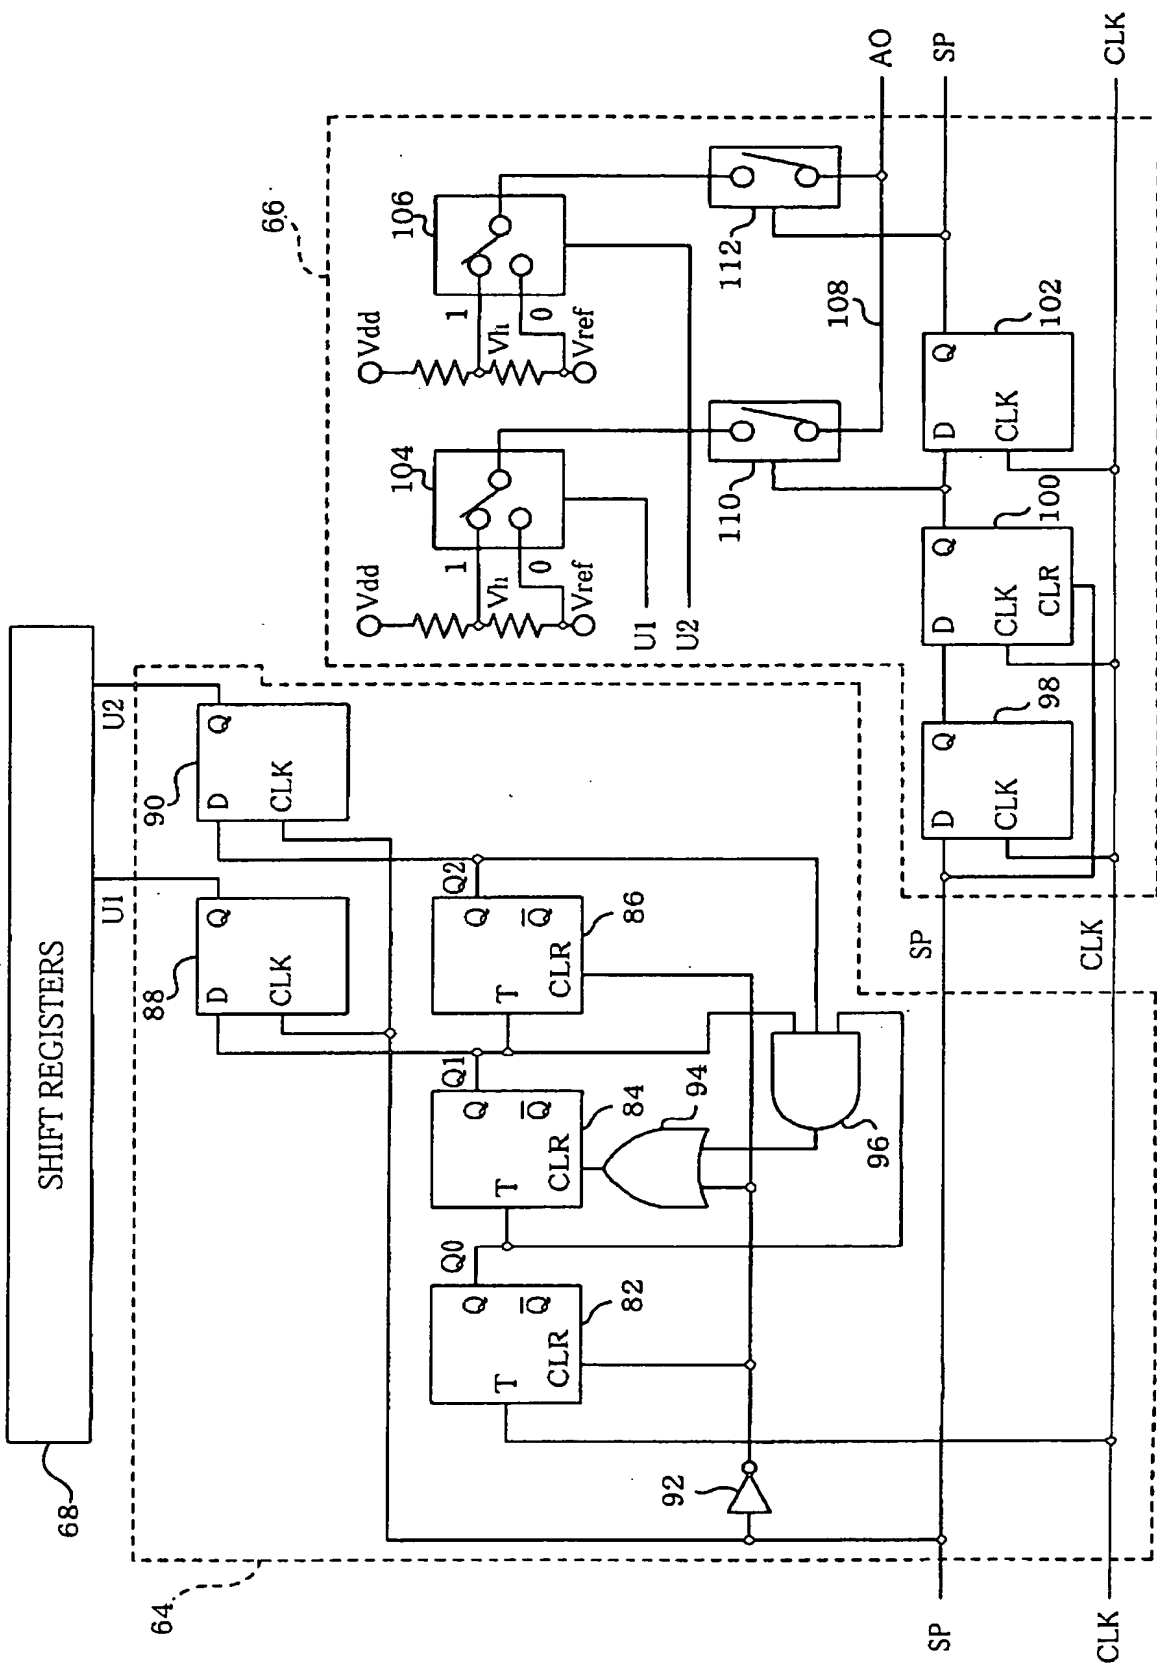 SHIFT REGISTERS
68
64
66
U1
U2
88
D
Q
CLK
90
D
Q
CLK
Q0
Q
Q̅
T
CLR
82
Q1
Q
Q̅
T
CLR
84
Q2
Q
Q̅
T
CLR
86
92
94
96
SP
CLK
SP
CLK
Vdd
104
1
Vh
0
Vref
Vdd
106
1
Vh
0
Vref
U1
U2
110
112
108
AO
SP
CLK
D
Q
CLK
98
D
Q
CLK
CLR
100
D
Q
CLK
102